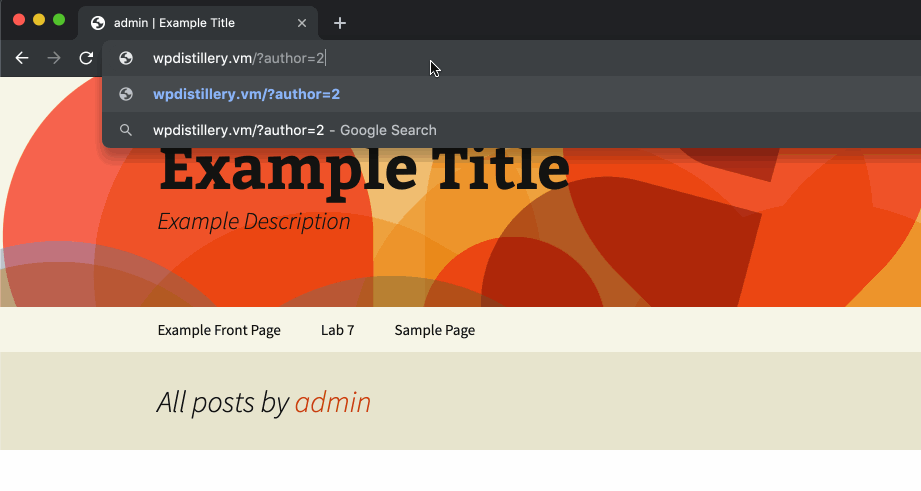 admin | Example Title
wpdistillery.vm/?author=2
wpdistillery.vm/?author=2
wpdistillery.vm/?author=2 – Google Search
Example Title
Example Description
Example Front Page Lab 7 Sample Page
All posts by admin